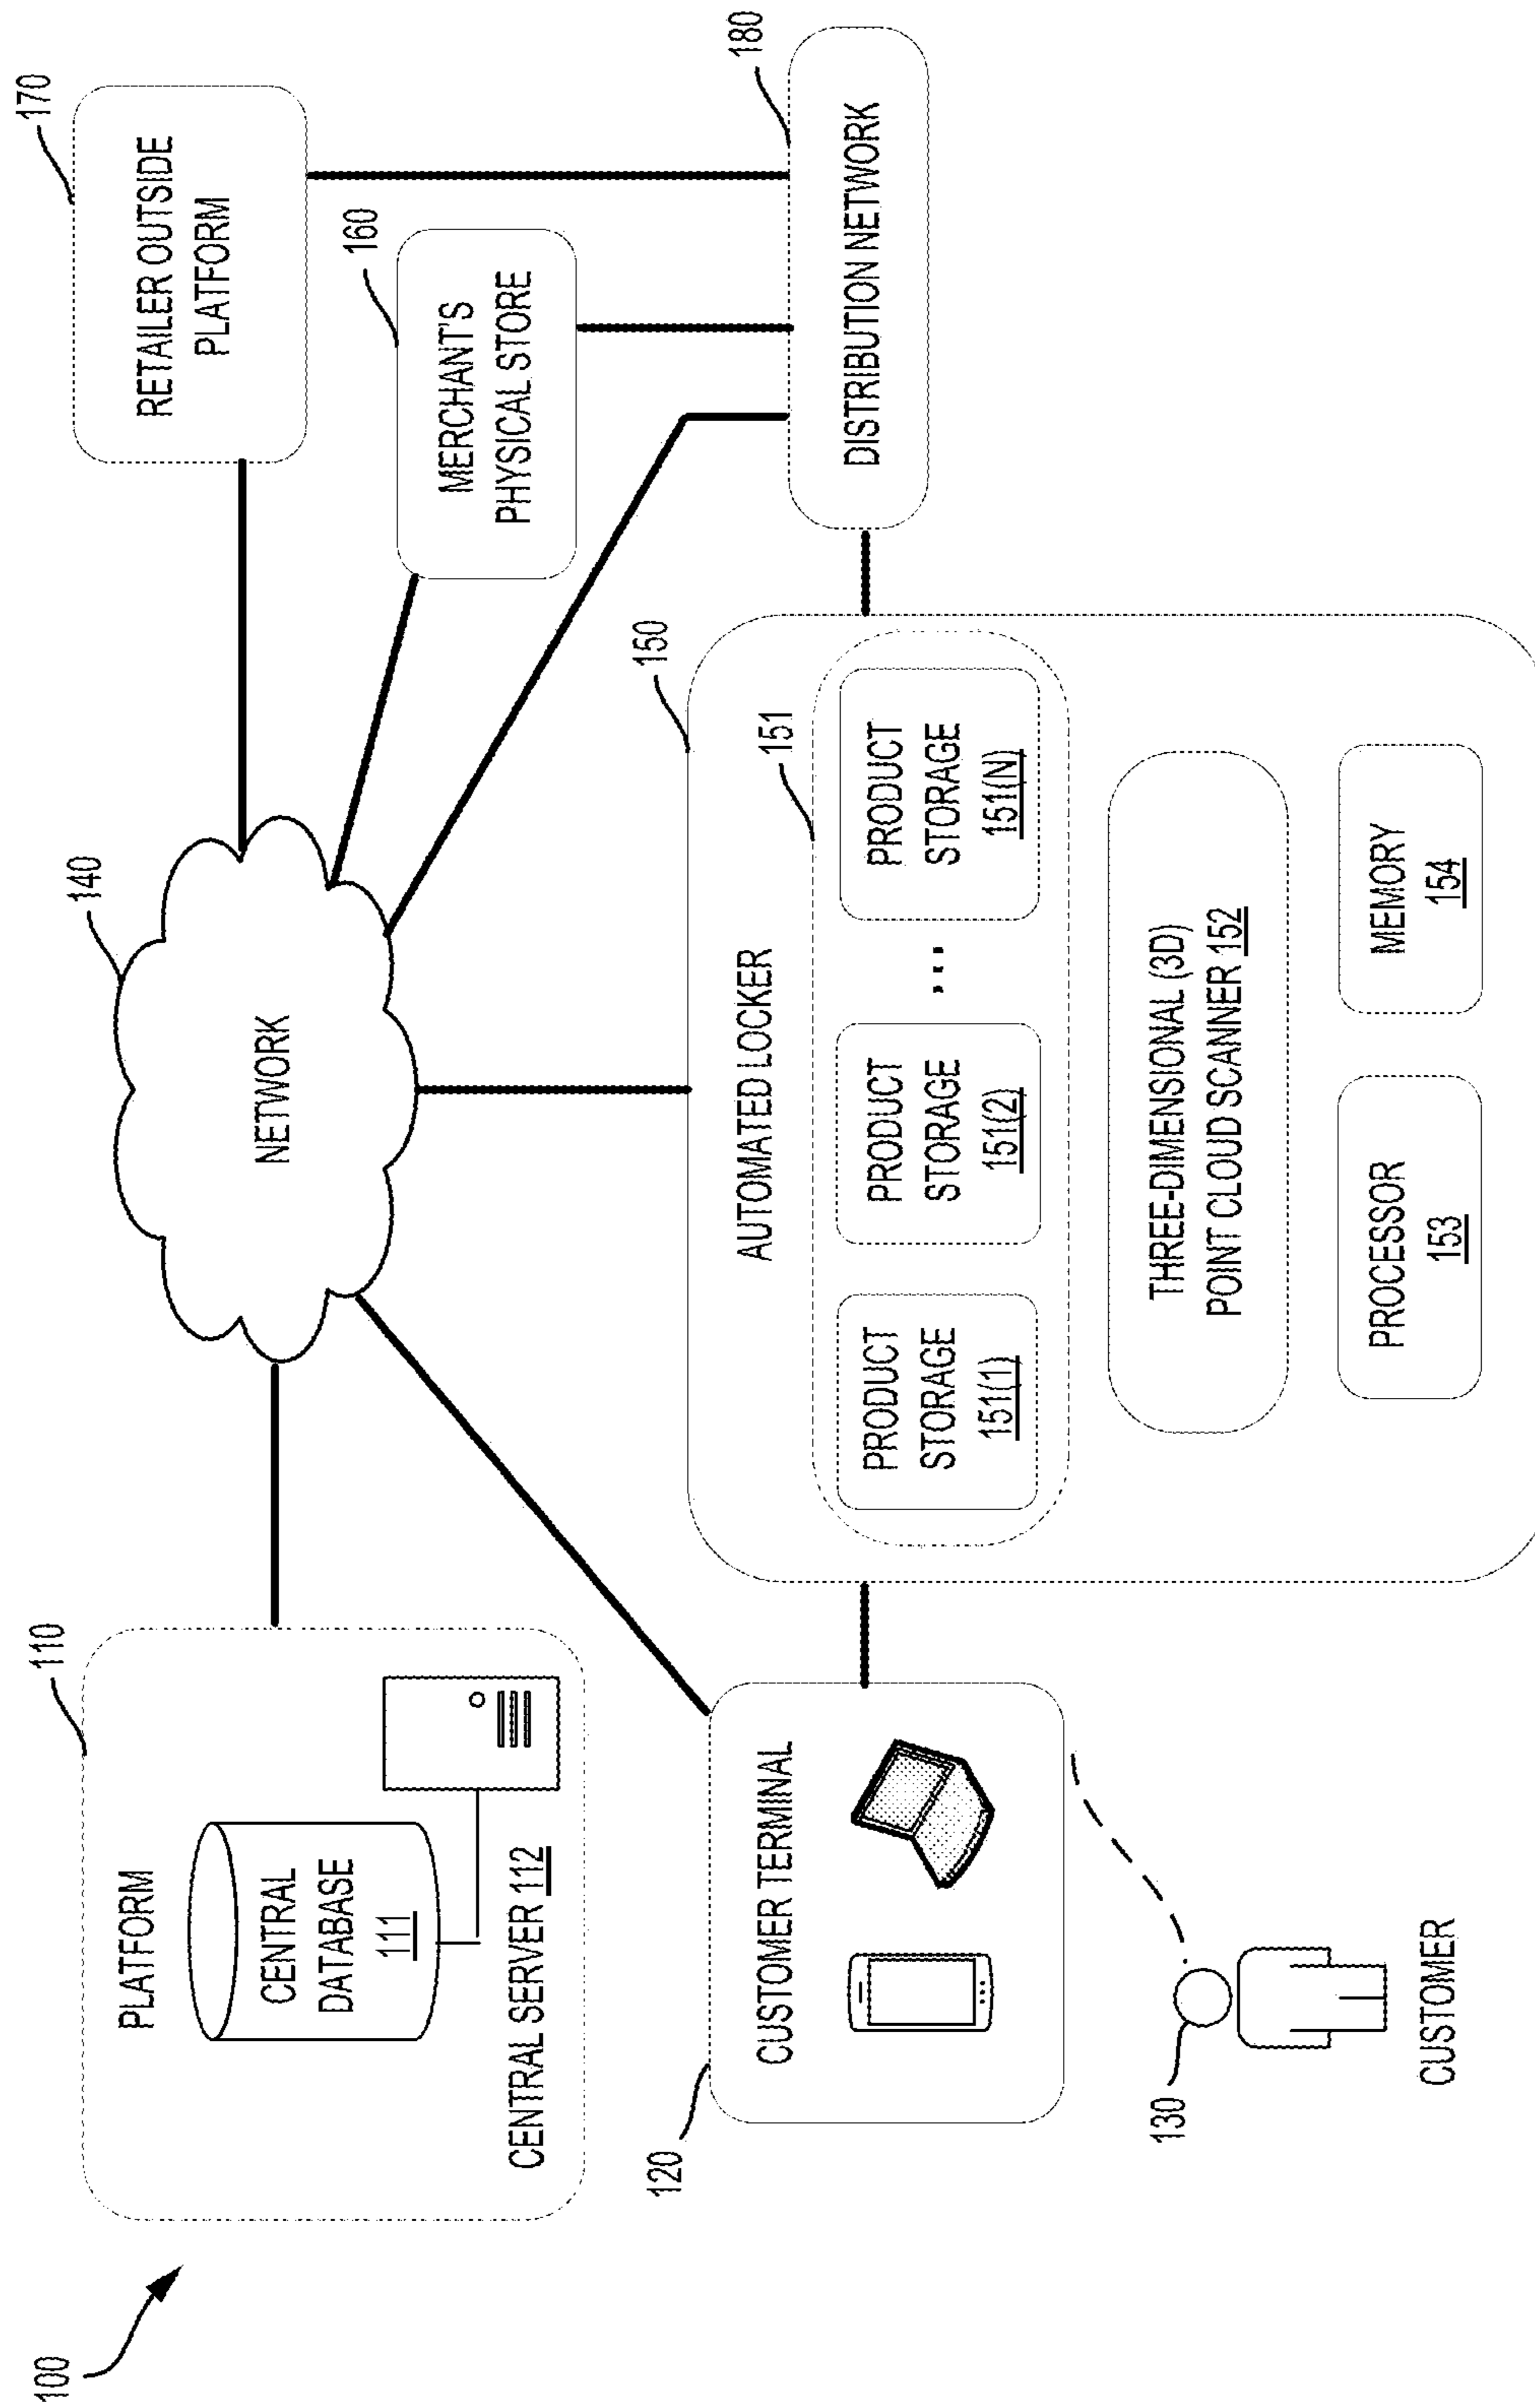 100
110
PLATFORM
CENTRAL
DATABASE
111
CENTRAL SERVER 112
140
NETWORK
170
RETAILER OUTSIDE
PLATFORM
160
MERCHANT'S
PHYSICAL STORE
180
DISTRIBUTION NETWORK
120
CUSTOMER TERMINAL
130
CUSTOMER
150
AUTOMATED LOCKER
151
PRODUCT
STORAGE
151(1)
PRODUCT
STORAGE
151(2)
...
PRODUCT
STORAGE
151(N)
THREE-DIMENSIONAL (3D)
POINT CLOUD SCANNER 152
PROCESSOR
153
MEMORY
154